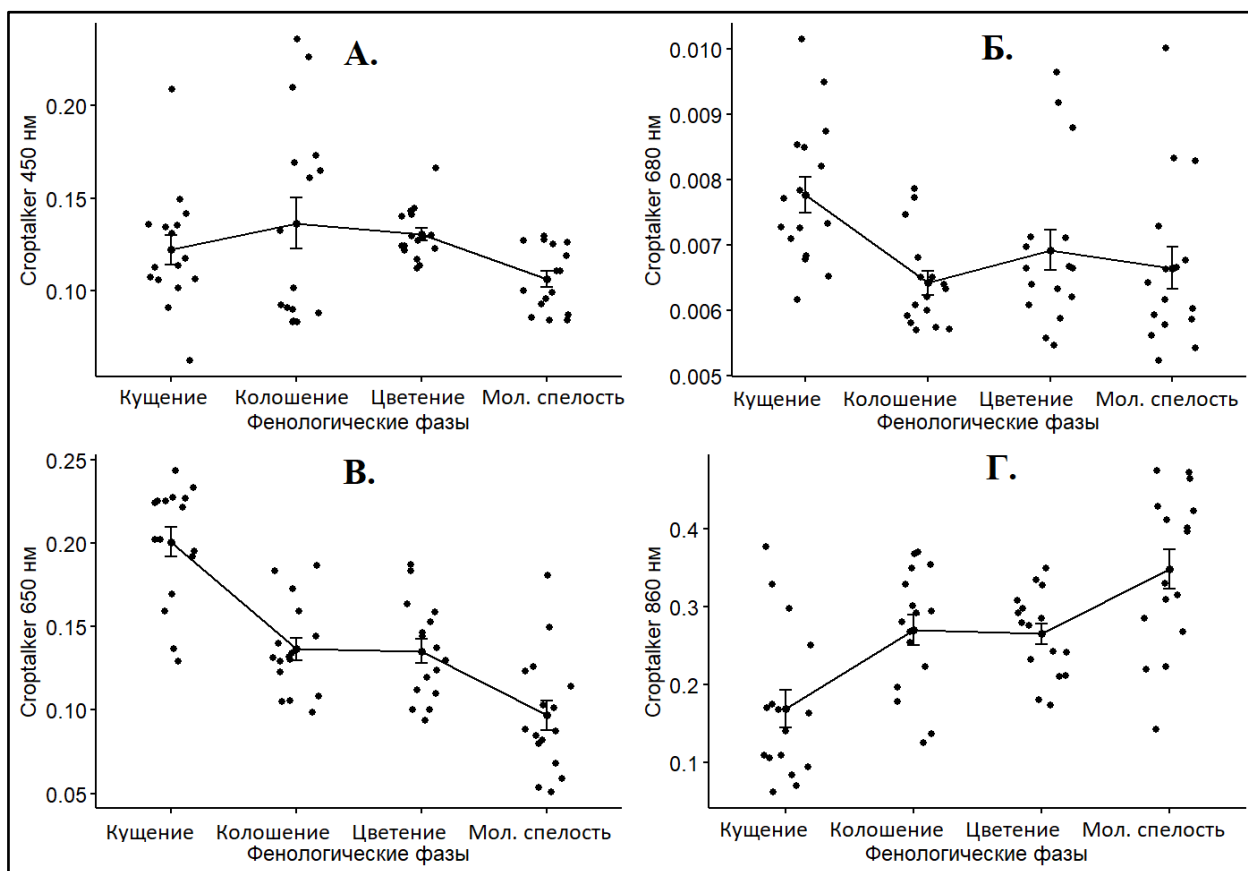 А.
Croptalker 450 нм
0.20
0.15
0.10
Кущение Колошение Цветение Мол. спелость
Фенологические фазы
Б.
Croptalker 680 нм
0.010
0.009
0.008
0.007
0.006
0.005
Кущение Колошение Цветение Мол. спелость
Фенологические фазы
В.
Croptalker 650 нм
0.25
0.20
0.15
0.10
0.05
Кущение Колошение Цветение Мол. спелость
Фенологические фазы
Г.
Croptalker 860 нм
0.4
0.3
0.2
0.1
Кущение Колошение Цветение Мол. спелость
Фенологические фазы